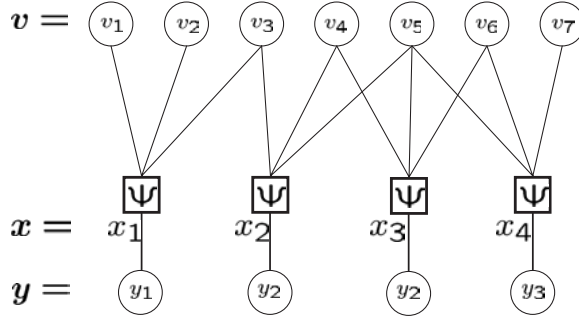 v = v1 v2 v3 v4 v5 v6 v7
Ψ Ψ Ψ Ψ
x = x1 x2 x3 x4
y = y1 y2 y2 y3